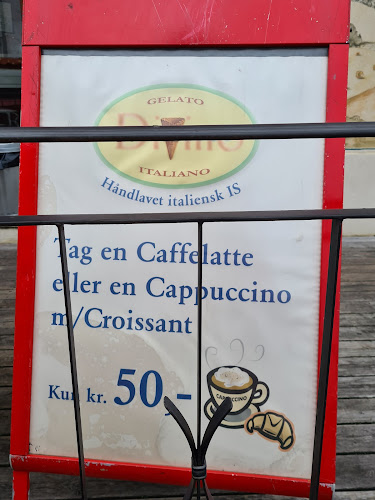 GELATO
Divino
ITALIANO
Håndlavet italiensk IS
Tag en Caffelatte
eller en Cappuccino
m/Croissant
Kun kr. 50,-
CAPPUCCINO